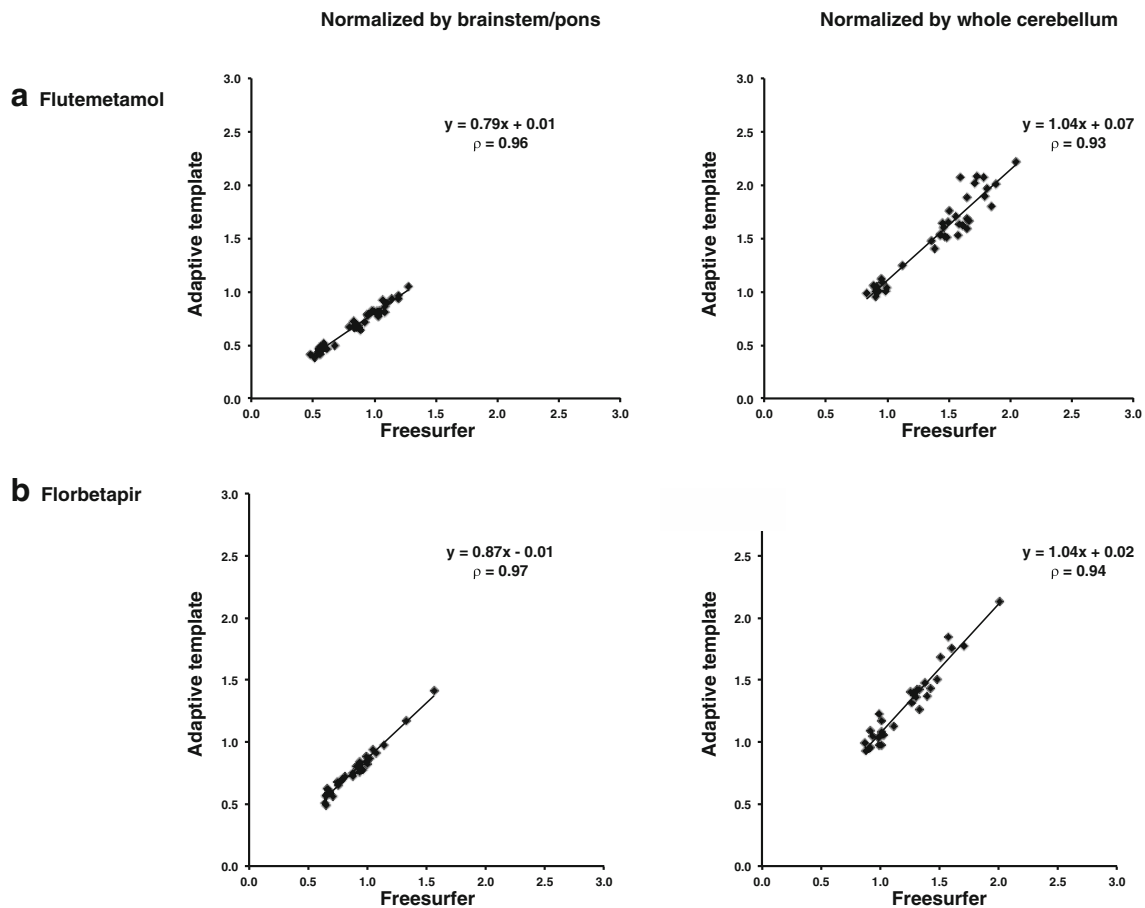 Normalized by brainstem/pons
Normalized by whole cerebellum
a Flutemetamol
3.0
2.5
2.0
1.5
1.0
0.5
0.0
Adaptive template
y = 0.79x + 0.01
ρ = 0.96
0.0 0.5 1.0 1.5 2.0 2.5 3.0
Freesurfer
3.0
2.5
2.0
1.5
1.0
0.5
0.0
Adaptive template
y = 1.04x + 0.07
ρ = 0.93
0.0 0.5 1.0 1.5 2.0 2.5 3.0
Freesurfer
b Florbetapir
3.0
2.5
2.0
1.5
1.0
0.5
0.0
Adaptive template
y = 0.87x - 0.01
ρ = 0.97
0.0 0.5 1.0 1.5 2.0 2.5 3.0
Freesurfer
2.5
2.0
1.5
1.0
0.5
0.0
Adaptive template
y = 1.04x + 0.02
ρ = 0.94
0.0 0.5 1.0 1.5 2.0 2.5 3.0
Freesurfer